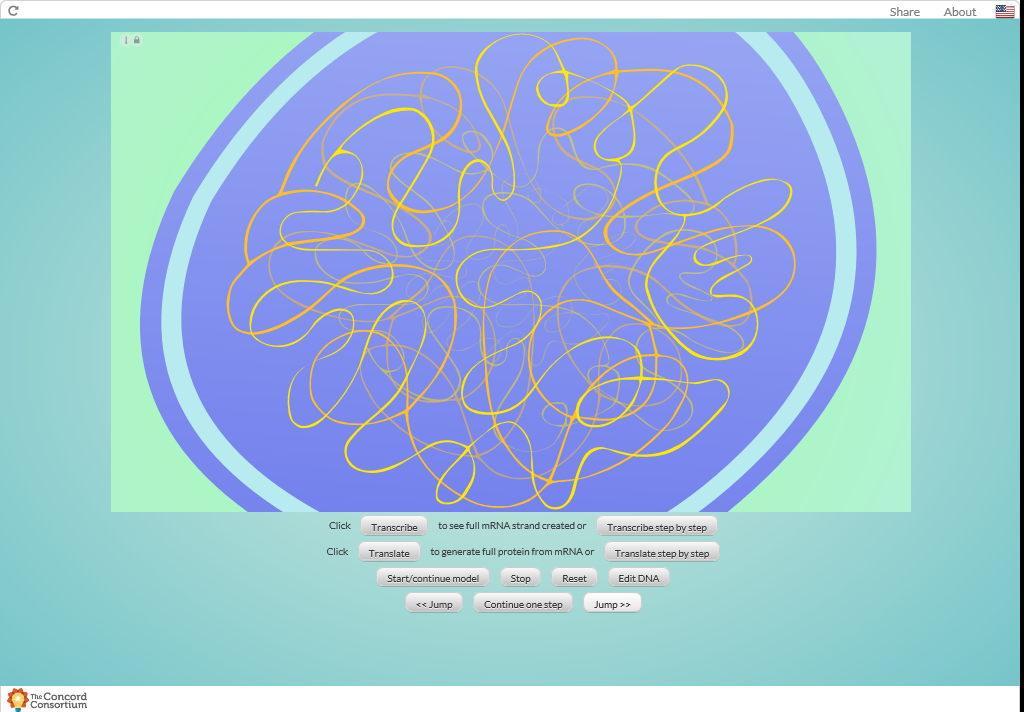 Share About
Click Transcribe to see full mRNA strand created or Transcribe step by step
Click Translate to generate full protein from mRNA or Translate step by step
Start/continue model Stop Reset Edit DNA
<< Jump Continue one step Jump >>
The Concord
Consortium